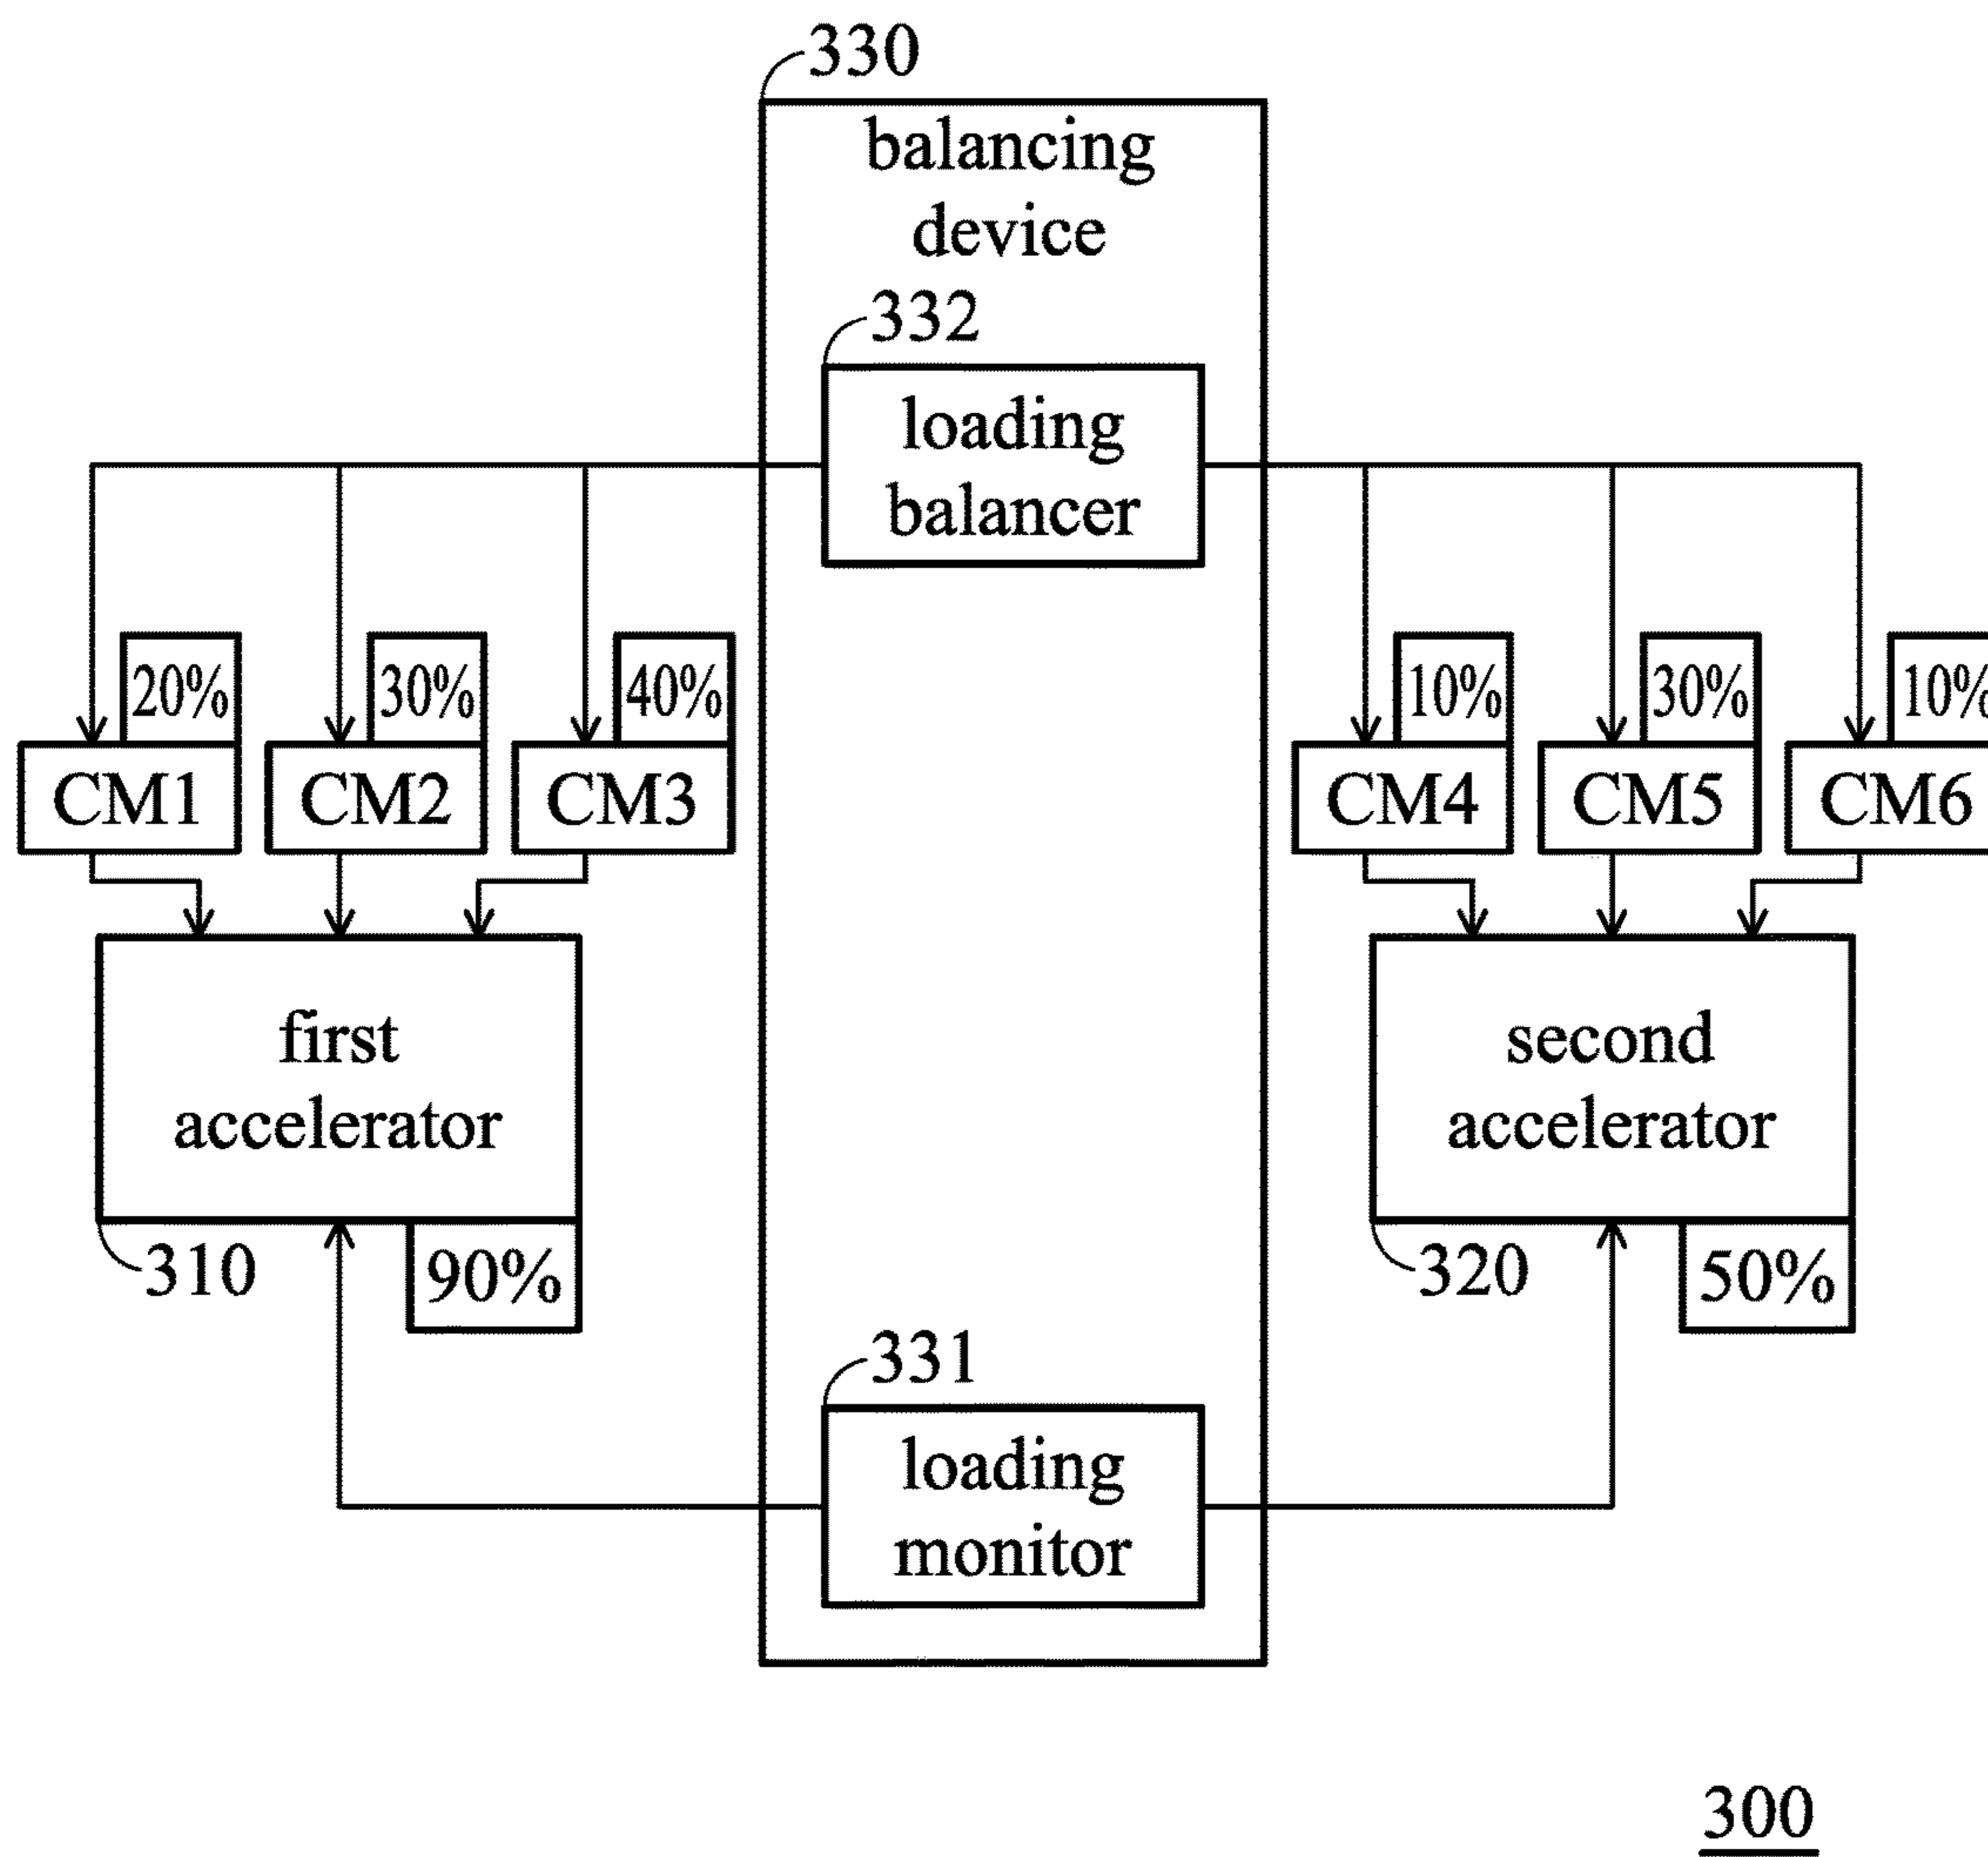 330
balancing
device
332
loading
balancer
20%
30%
40%
10%
30%
10%
CM1
CM2
CM3
CM4
CM5
CM6
first
accelerator
second
accelerator
310
90%
320
50%
331
loading
monitor
300